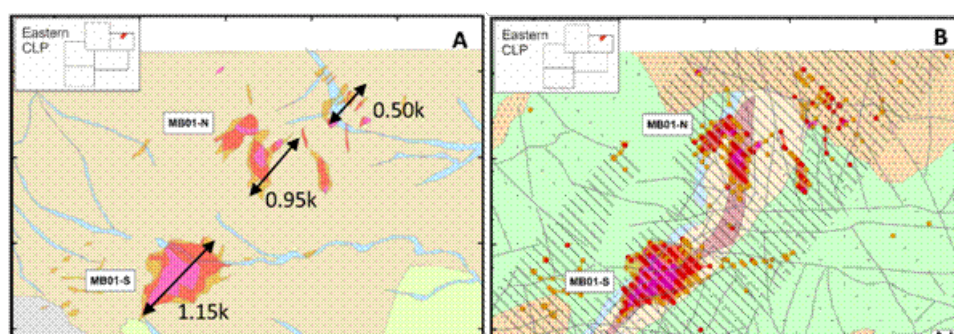 Eastern
CLP
A
MB01-N
0.50k
0.95k
MB01-S
1.15k
Eastern
CLP
B
MB01-N
MB01-S